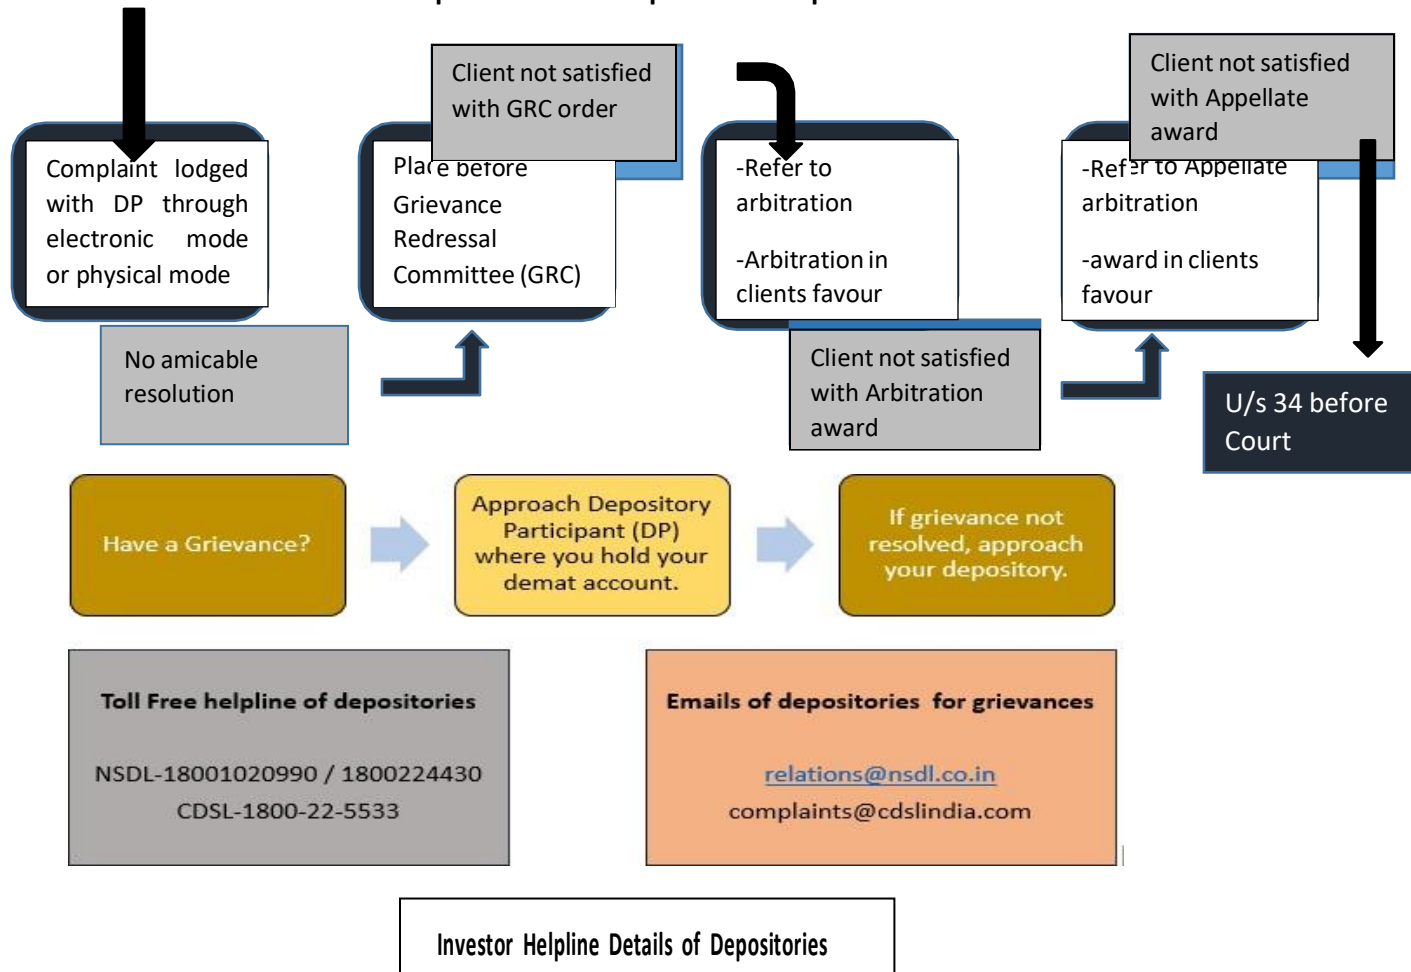 Client not satisfied
with GRC order
Client not satisfied
with Appellate
award
Complaint lodged
with DP through
electronic mode
or physical mode
Place before
Grievance
Redressal
Committee (GRC)
-Refer to
arbitration
-Arbitration in
clients favour
-Refer to Appellate
arbitration
-award in clients
favour
No amicable
resolution
Client not satisfied
with Arbitration
award
U/s 34 before
Court
Have a Grievance?
Approach Depository
Participant (DP)
where you hold your
demat account.
If grievance not
resolved, approach
your depository.
Toll Free helpline of depositories
NSDL-18001020990 / 1800224430
CDSL-1800-22-5533
Emails of depositories for grievances
relations@nsdl.co.in
complaints@cdslindia.com
Investor Helpline Details of Depositories